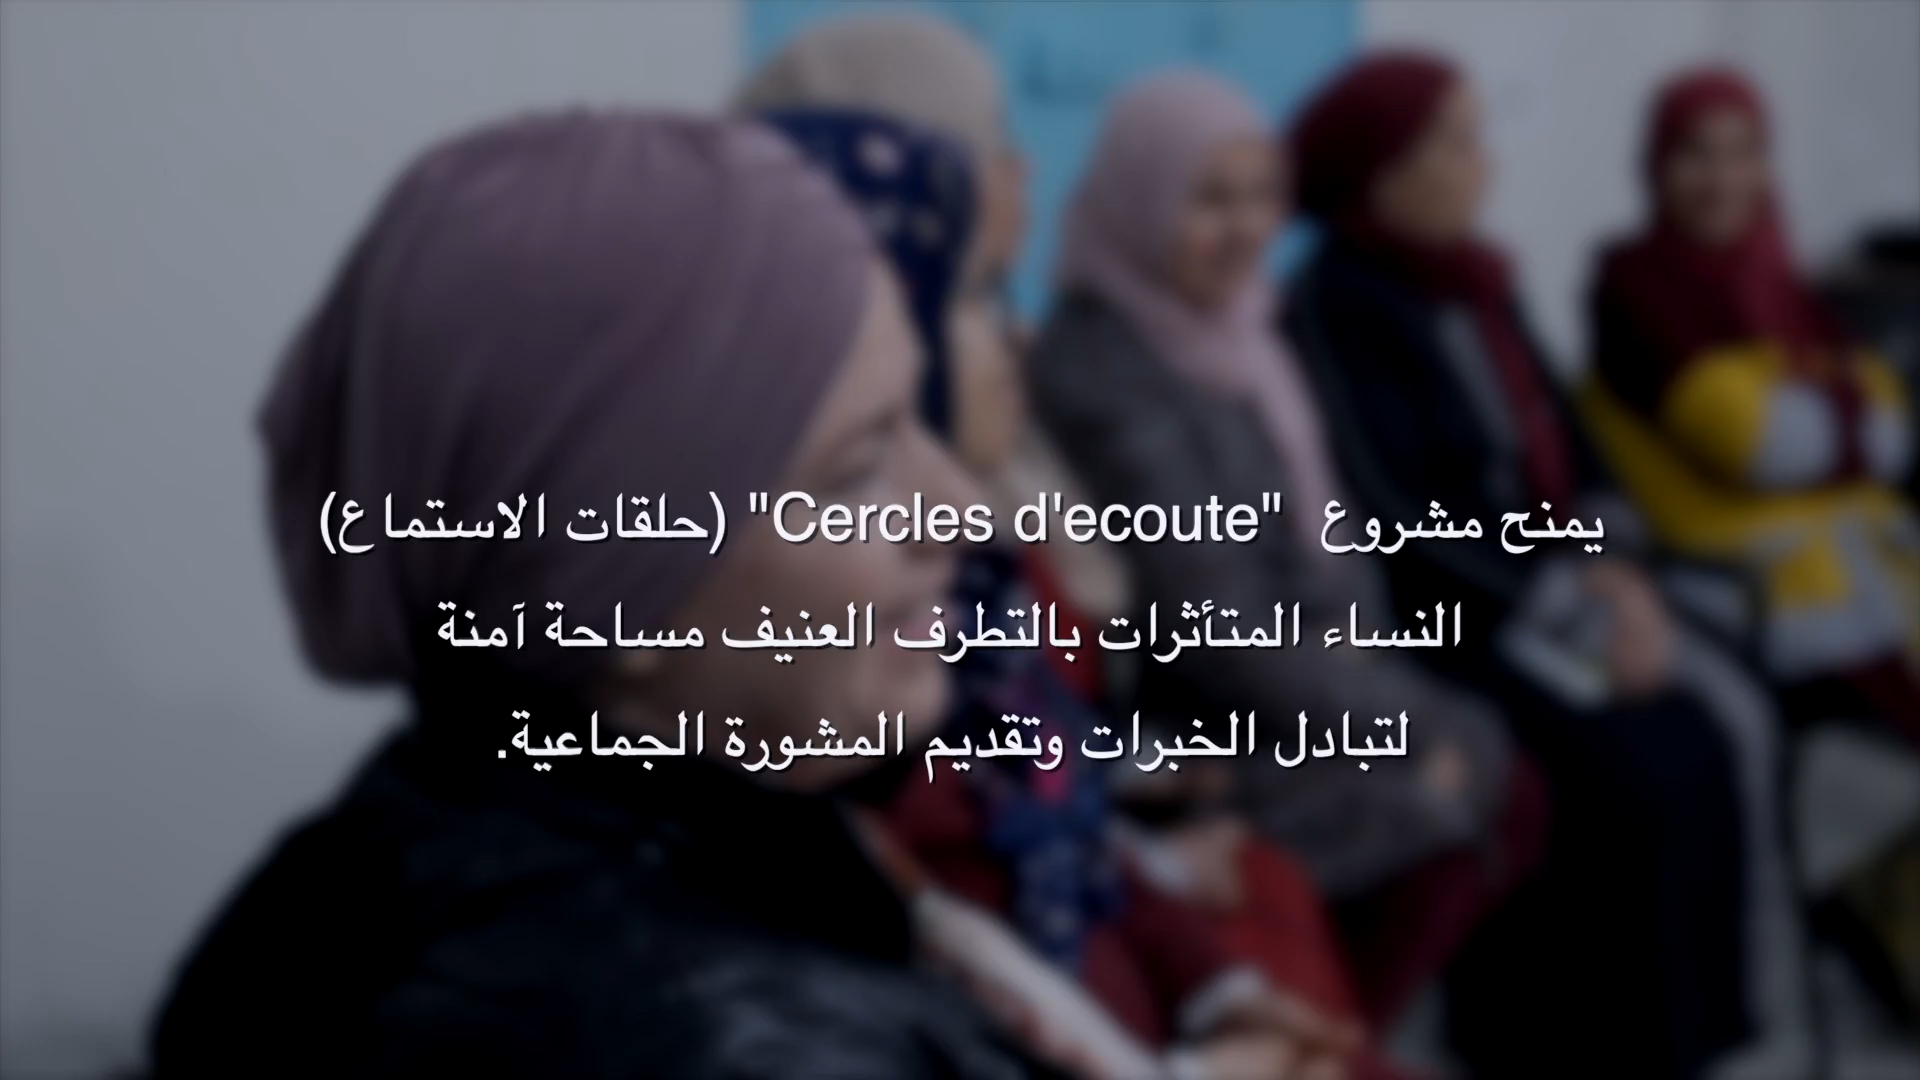 يمنح مشروع "Cercles d'ecoute" (حلقات الاستماع)
النساء المتأثرات بالتطرف العنيف مساحة آمنة
لتبادل الخبرات وتقديم المشورة الجماعية.